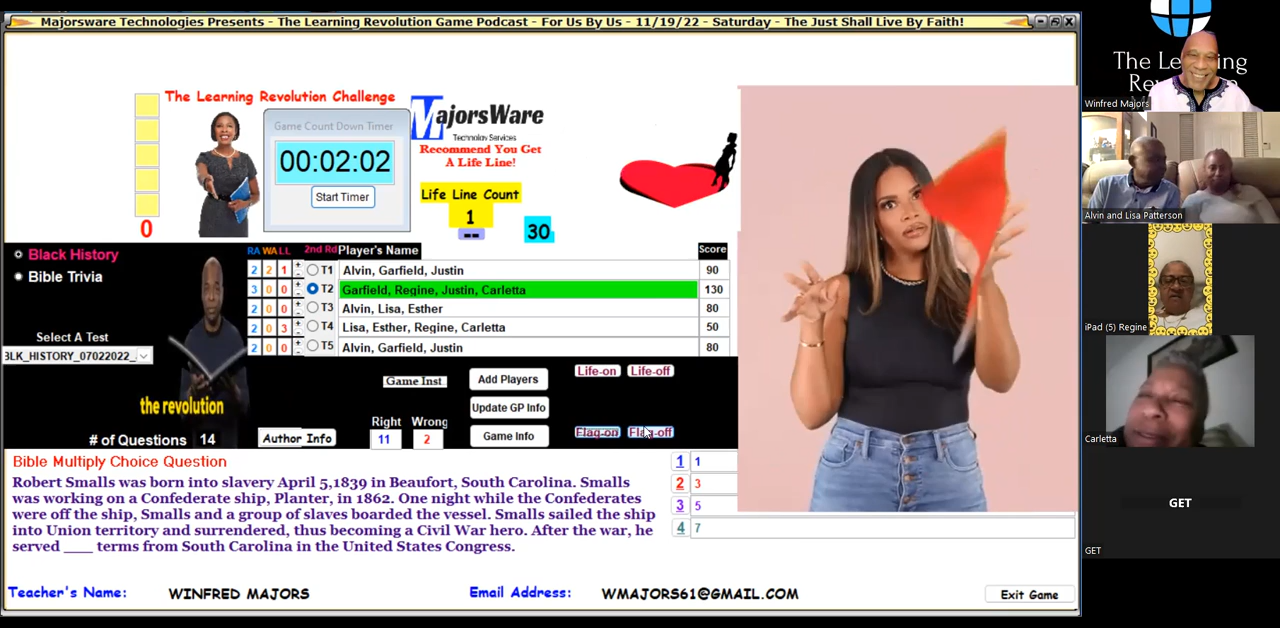 Majorsware Technologies Presents - The Learning Revolution Game Podcast - For Us By Us - 11/19/22 - Saturday - The Just Shall Live By Faith!
The Learning Revolution Challenge
Game Count Down Timer
00:02:02
Start Timer
0
MajorsWare
Technology Services
Recommend You Get
A Life Line!
Life Line Count
1
--
30
Black History
Bible Trivia
Select A Test
BLK_HISTORY_07022022_
the revolution
# of Questions 14
RA WA LL 2nd Rd Player's Name Score
2 2 1 + - T1 Alvin, Garfield, Justin 90
3 0 0 + - T2 Garfield, Regine, Justin, Carletta 130
2 0 0 + - T3 Alvin, Lisa, Esther 80
2 0 3 + - T4 Lisa, Esther, Regine, Carletta 50
2 0 0 + - T5 Alvin, Garfield, Justin 80
Game Inst
Add Players
Life-on Life-off
Update GP Info
Right Wrong
11 2
Author Info
Game Info
Flag-on Flag-off
Bible Multiply Choice Question
Robert Smalls was born into slavery April 5,1839 in Beaufort, South Carolina. Smalls
was working on a Confederate ship, Planter, in 1862. One night while the Confederates
were off the ship, Smalls and a group of slaves boarded the vessel. Smalls sailed the ship
into Union territory and surrendered, thus becoming a Civil War hero. After the war, he
served ___ terms from South Carolina in the United States Congress.
1 1
2 3
3 5
4 7
Teacher's Name: WINFRED MAJORS
Email Address: WMAJORS61@GMAIL.COM
Exit Game
The Le ng
Re
Winfred Majors
Alvin and Lisa Patterson
iPad (5) Regine
Carletta
GET
GET